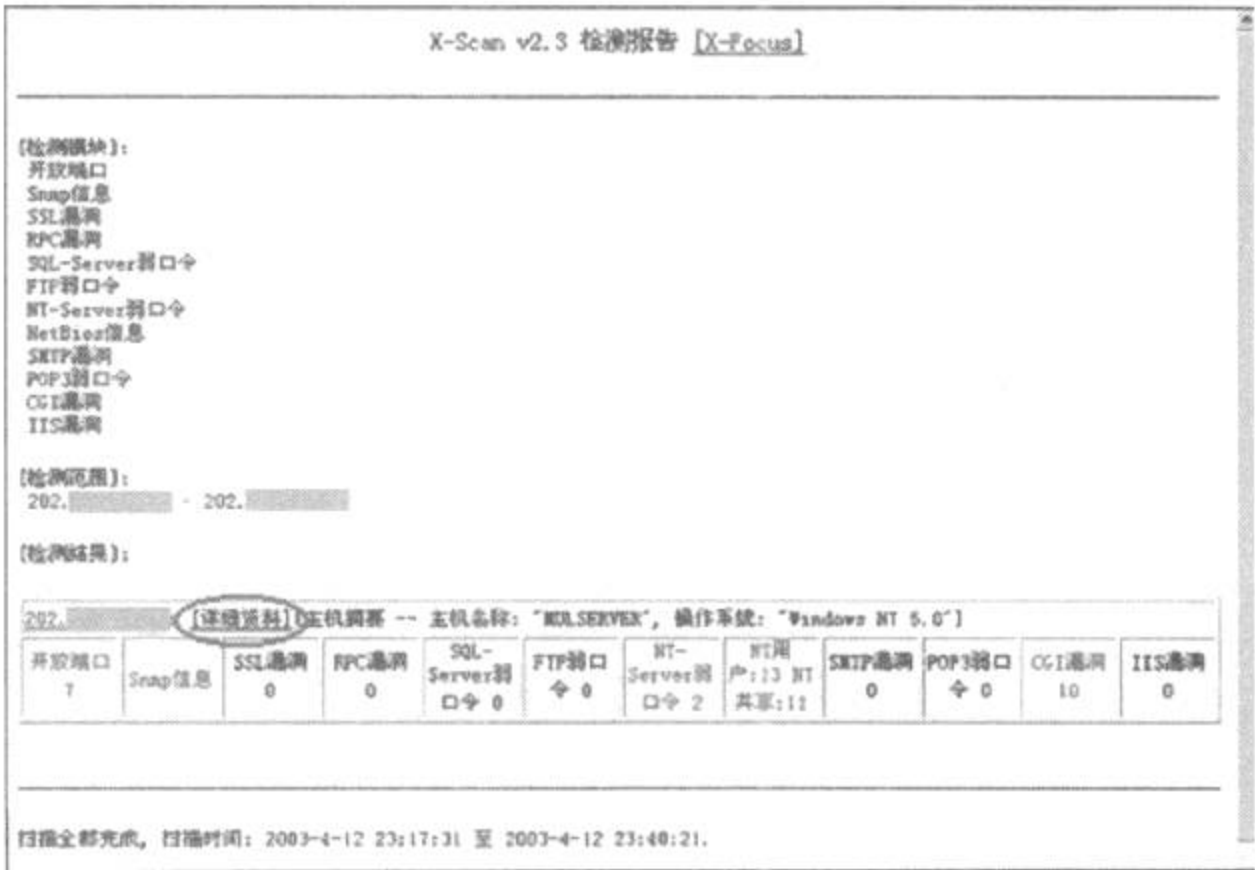 X-Scan v2.3 检测报告 [X-Focus]
[检测模块]:
开放端口
Snmp信息
SSL漏洞
RPC漏洞
SQL-Server弱口令
FTP弱口令
NT-Server弱口令
NetBios信息
SMTP漏洞
POP3弱口令
CGI漏洞
IIS漏洞
[检测范围]:
202. - 202.
[检测结果]:
202. : [详细资料] [主机摘要 -- 主机名称: "", 操作系统: "Windows NT 5.0"]
开放端口 7
Snmp信息
SSL漏洞 0
RPC漏洞 0
SQL-Server弱口令 0
FTP弱口令 0
NT-Server弱口令 2
NT用户:13 NT共享:
SMTP漏洞 0
POP3弱口令 0
CGI漏洞 10
IIS漏洞 0
扫描全部完成, 扫描时间: 2003-4-12 23:17:31 至 2003-4-12 23:40:21.